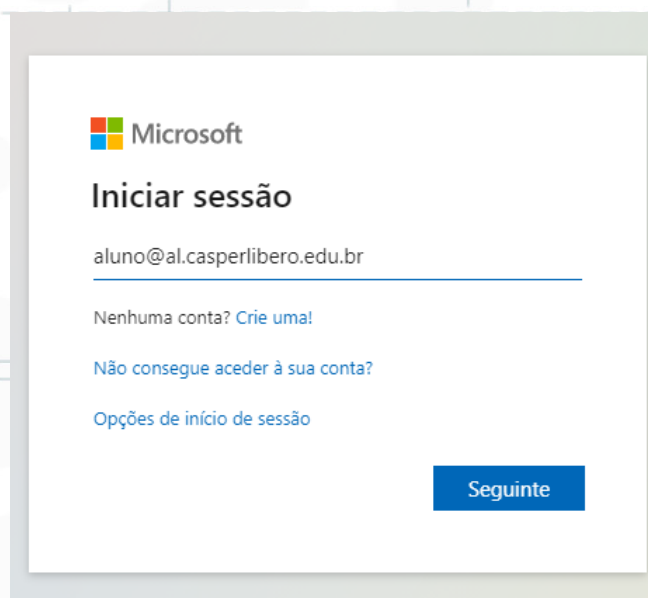 Microsoft
Iniciar sessão
aluno@al.casperlibero.edu.br
Nenhuma conta? Crie uma!
Não consegue aceder à sua conta?
Opções de início de sessão
Seguinte